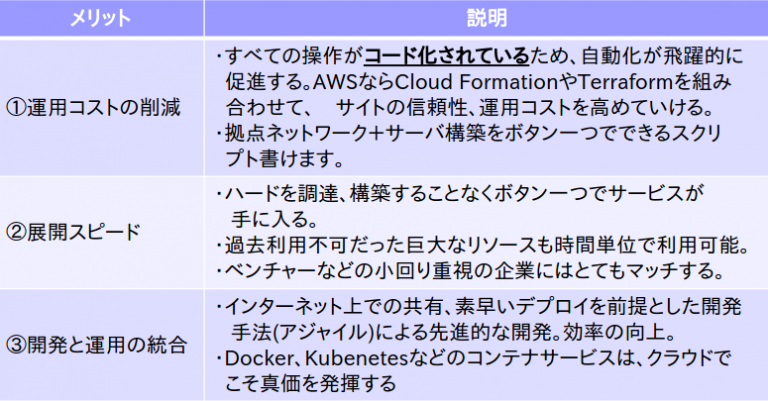 メリット
説明
①運用コストの削減
・すべての操作がコード化されているため、自動化が飛躍的に
促進する。AWSならCloud FormationやTerraformを組み
合わせて、　サイトの信頼性、運用コストを高めていける。
・拠点ネットワーク＋サーバ構築をボタン一つでできるスクリ
プト書けます。
②展開スピード
・ハードを調達、構築することなくボタン一つでサービスが
手に入る。
・過去利用不可だった巨大なリソースも時間単位で利用可能。
・ベンチャーなどの小回り重視の企業にはとてもマッチする。
③開発と運用の統合
・インターネット上での共有、素早いデプロイを前提とした開発
手法(アジャイル)による先進的な開発。効率の向上。
・Docker、Kubenetesなどのコンテナサービスは、クラウドで
こそ真価を発揮する